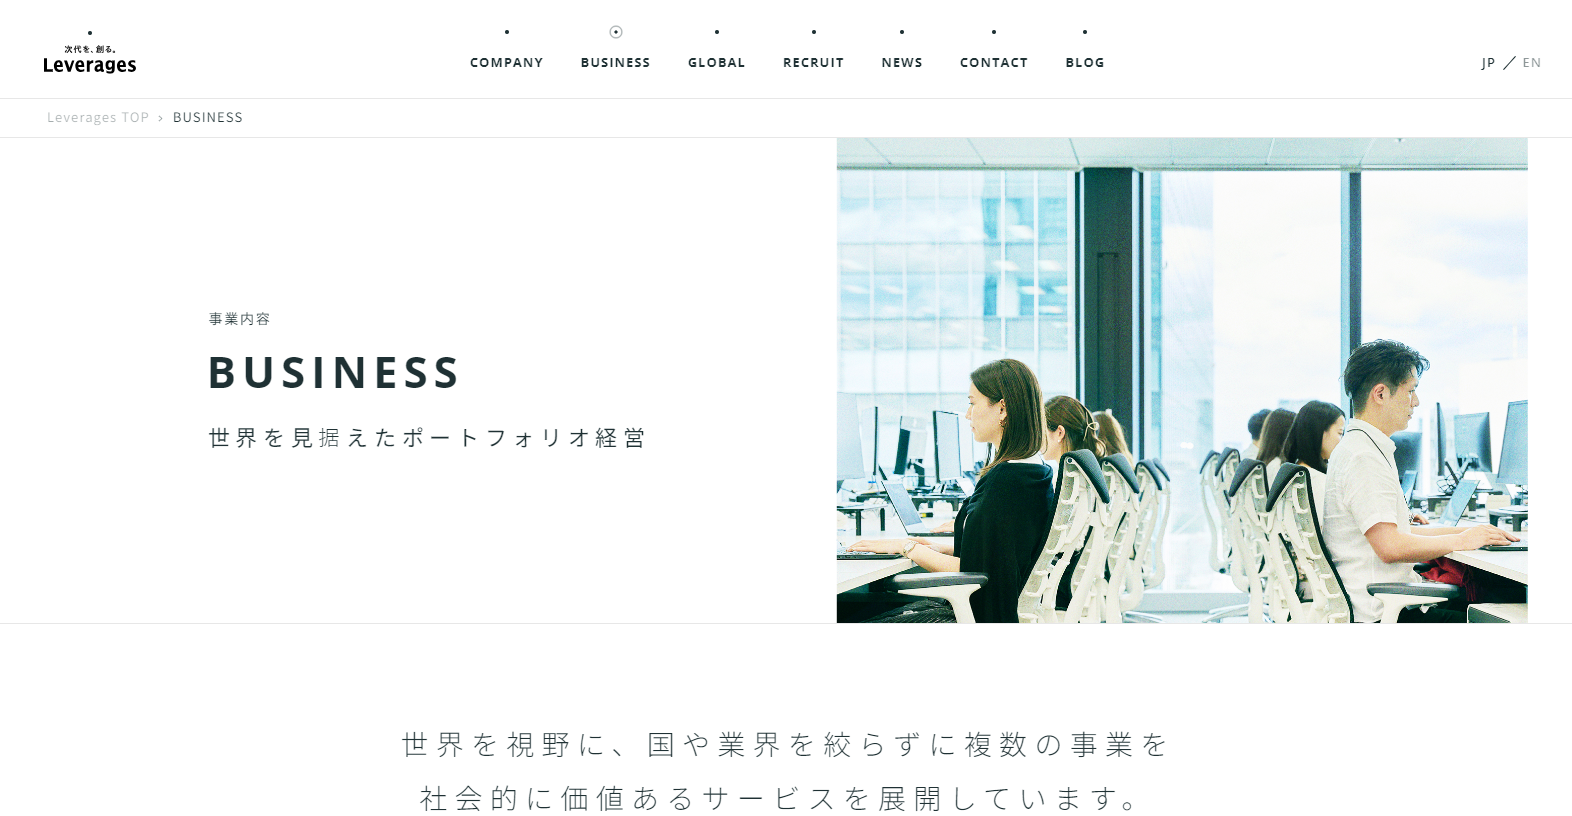 次代を、創る。
Leverages
COMPANY
BUSINESS
GLOBAL
RECRUIT
NEWS
CONTACT
BLOG
JP ／ EN
Leverages TOP › BUSINESS
事業内容
BUSINESS
世界を見据えたポートフォリオ経営
世界を視野に、国や業界を絞らずに複数の事業を
社会的に価値あるサービスを展開しています。